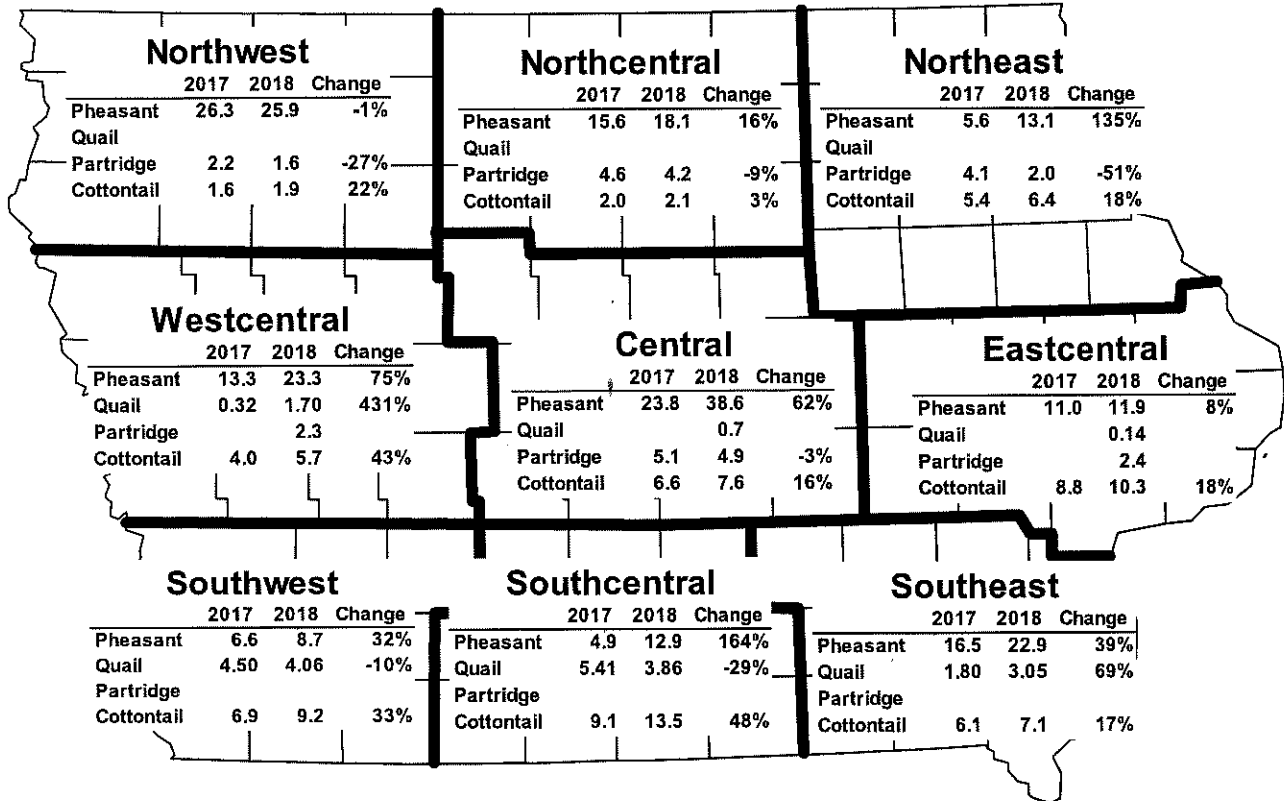 Northwest
2017 2018 Change
Pheasant 26.3 25.9 -1%
Quail
Partridge 2.2 1.6 -27%
Cottontail 1.6 1.9 22%
Northcentral
2017 2018 Change
Pheasant 15.6 18.1 16%
Quail
Partridge 4.6 4.2 -9%
Cottontail 2.0 2.1 3%
Northeast
2017 2018 Change
Pheasant 5.6 13.1 135%
Quail
Partridge 4.1 2.0 -51%
Cottontail 5.4 6.4 18%
Westcentral
2017 2018 Change
Pheasant 13.3 23.3 75%
Quail 0.32 1.70 431%
Partridge 2.3
Cottontail 4.0 5.7 43%
Central
2017 2018 Change
Pheasant 23.8 38.6 62%
Quail 0.7
Partridge 5.1 4.9 -3%
Cottontail 6.6 7.6 16%
Eastcentral
2017 2018 Change
Pheasant 11.0 11.9 8%
Quail 0.14
Partridge 2.4
Cottontail 8.8 10.3 18%
Southwest
2017 2018 Change
Pheasant 6.6 8.7 32%
Quail 4.50 4.06 -10%
Partridge
Cottontail 6.9 9.2 33%
Southcentral
2017 2018 Change
Pheasant 4.9 12.9 164%
Quail 5.41 3.86 -29%
Partridge
Cottontail 9.1 13.5 48%
Southeast
2017 2018 Change
Pheasant 16.5 22.9 39%
Quail 1.80 3.05 69%
Partridge
Cottontail 6.1 7.1 17%